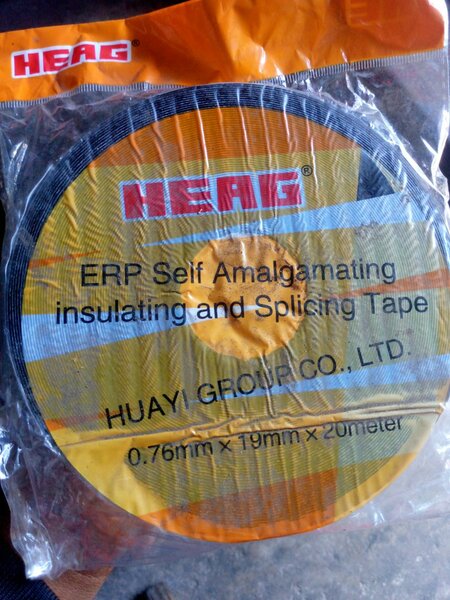 HEAG®
HEAG®
ERP Self Amalgamating
insulating and Splicing Tape
HUAYI GROUP CO., LTD.
0.76mm x 19mm x 20meter